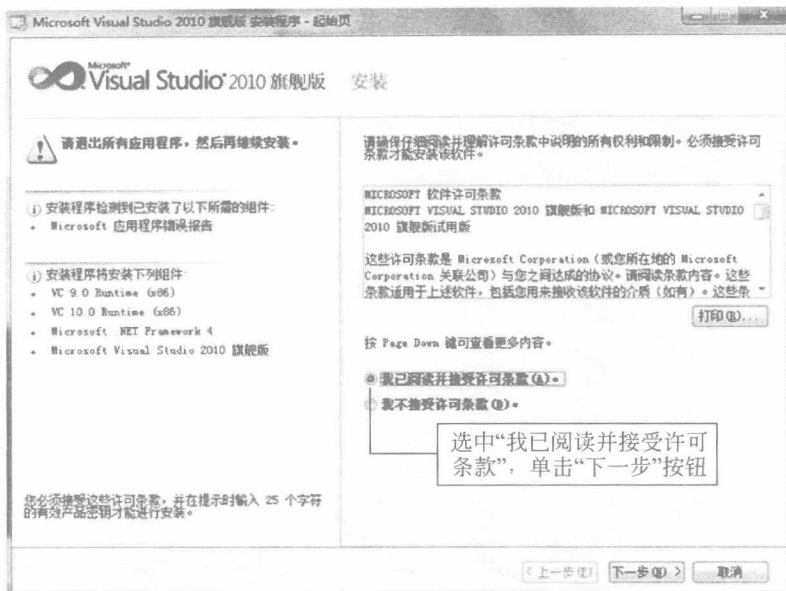 Microsoft Visual Studio 2010 旗舰版 安装程序 - 起始页
Microsoft®
Visual Studio® 2010 旗舰版 安装
请退出所有应用程序，然后再继续安装。
安装程序检测到已安装了以下所需的组件:
• Microsoft 应用程序错误报告
安装程序将安装下列组件:
• VC 9.0 Runtime (x86)
• VC 10.0 Runtime (x86)
• Microsoft .NET Framework 4
• Microsoft Visual Studio 2010 旗舰版
您必须接受这些许可条款，并在提示时输入 25 个字符
的有效产品密钥才能进行安装。
请确保仔细阅读并理解许可条款中说明的所有权利和限制。必须接受许可
条款才能安装该软件。
MICROSOFT 软件许可条款
MICROSOFT VISUAL STUDIO 2010 旗舰版和 MICROSOFT VISUAL STUDIO
2010 旗舰版试用版
这些许可条款是 Microsoft Corporation（或您所在地的 Microsoft
Corporation 关联公司）与您之间达成的协议。请阅读条款内容。这些
条款适用于上述软件，包括您用来接收该软件的介质（如有）。这些条
打印(R)...
按 Page Down 键可查看更多内容。
我已阅读并接受许可条款(A)。
我不接受许可条款(D)。
选中“我已阅读并接受许可
条款”，单击“下一步”按钮
< 上一步(P)
下一步(N) >
取消